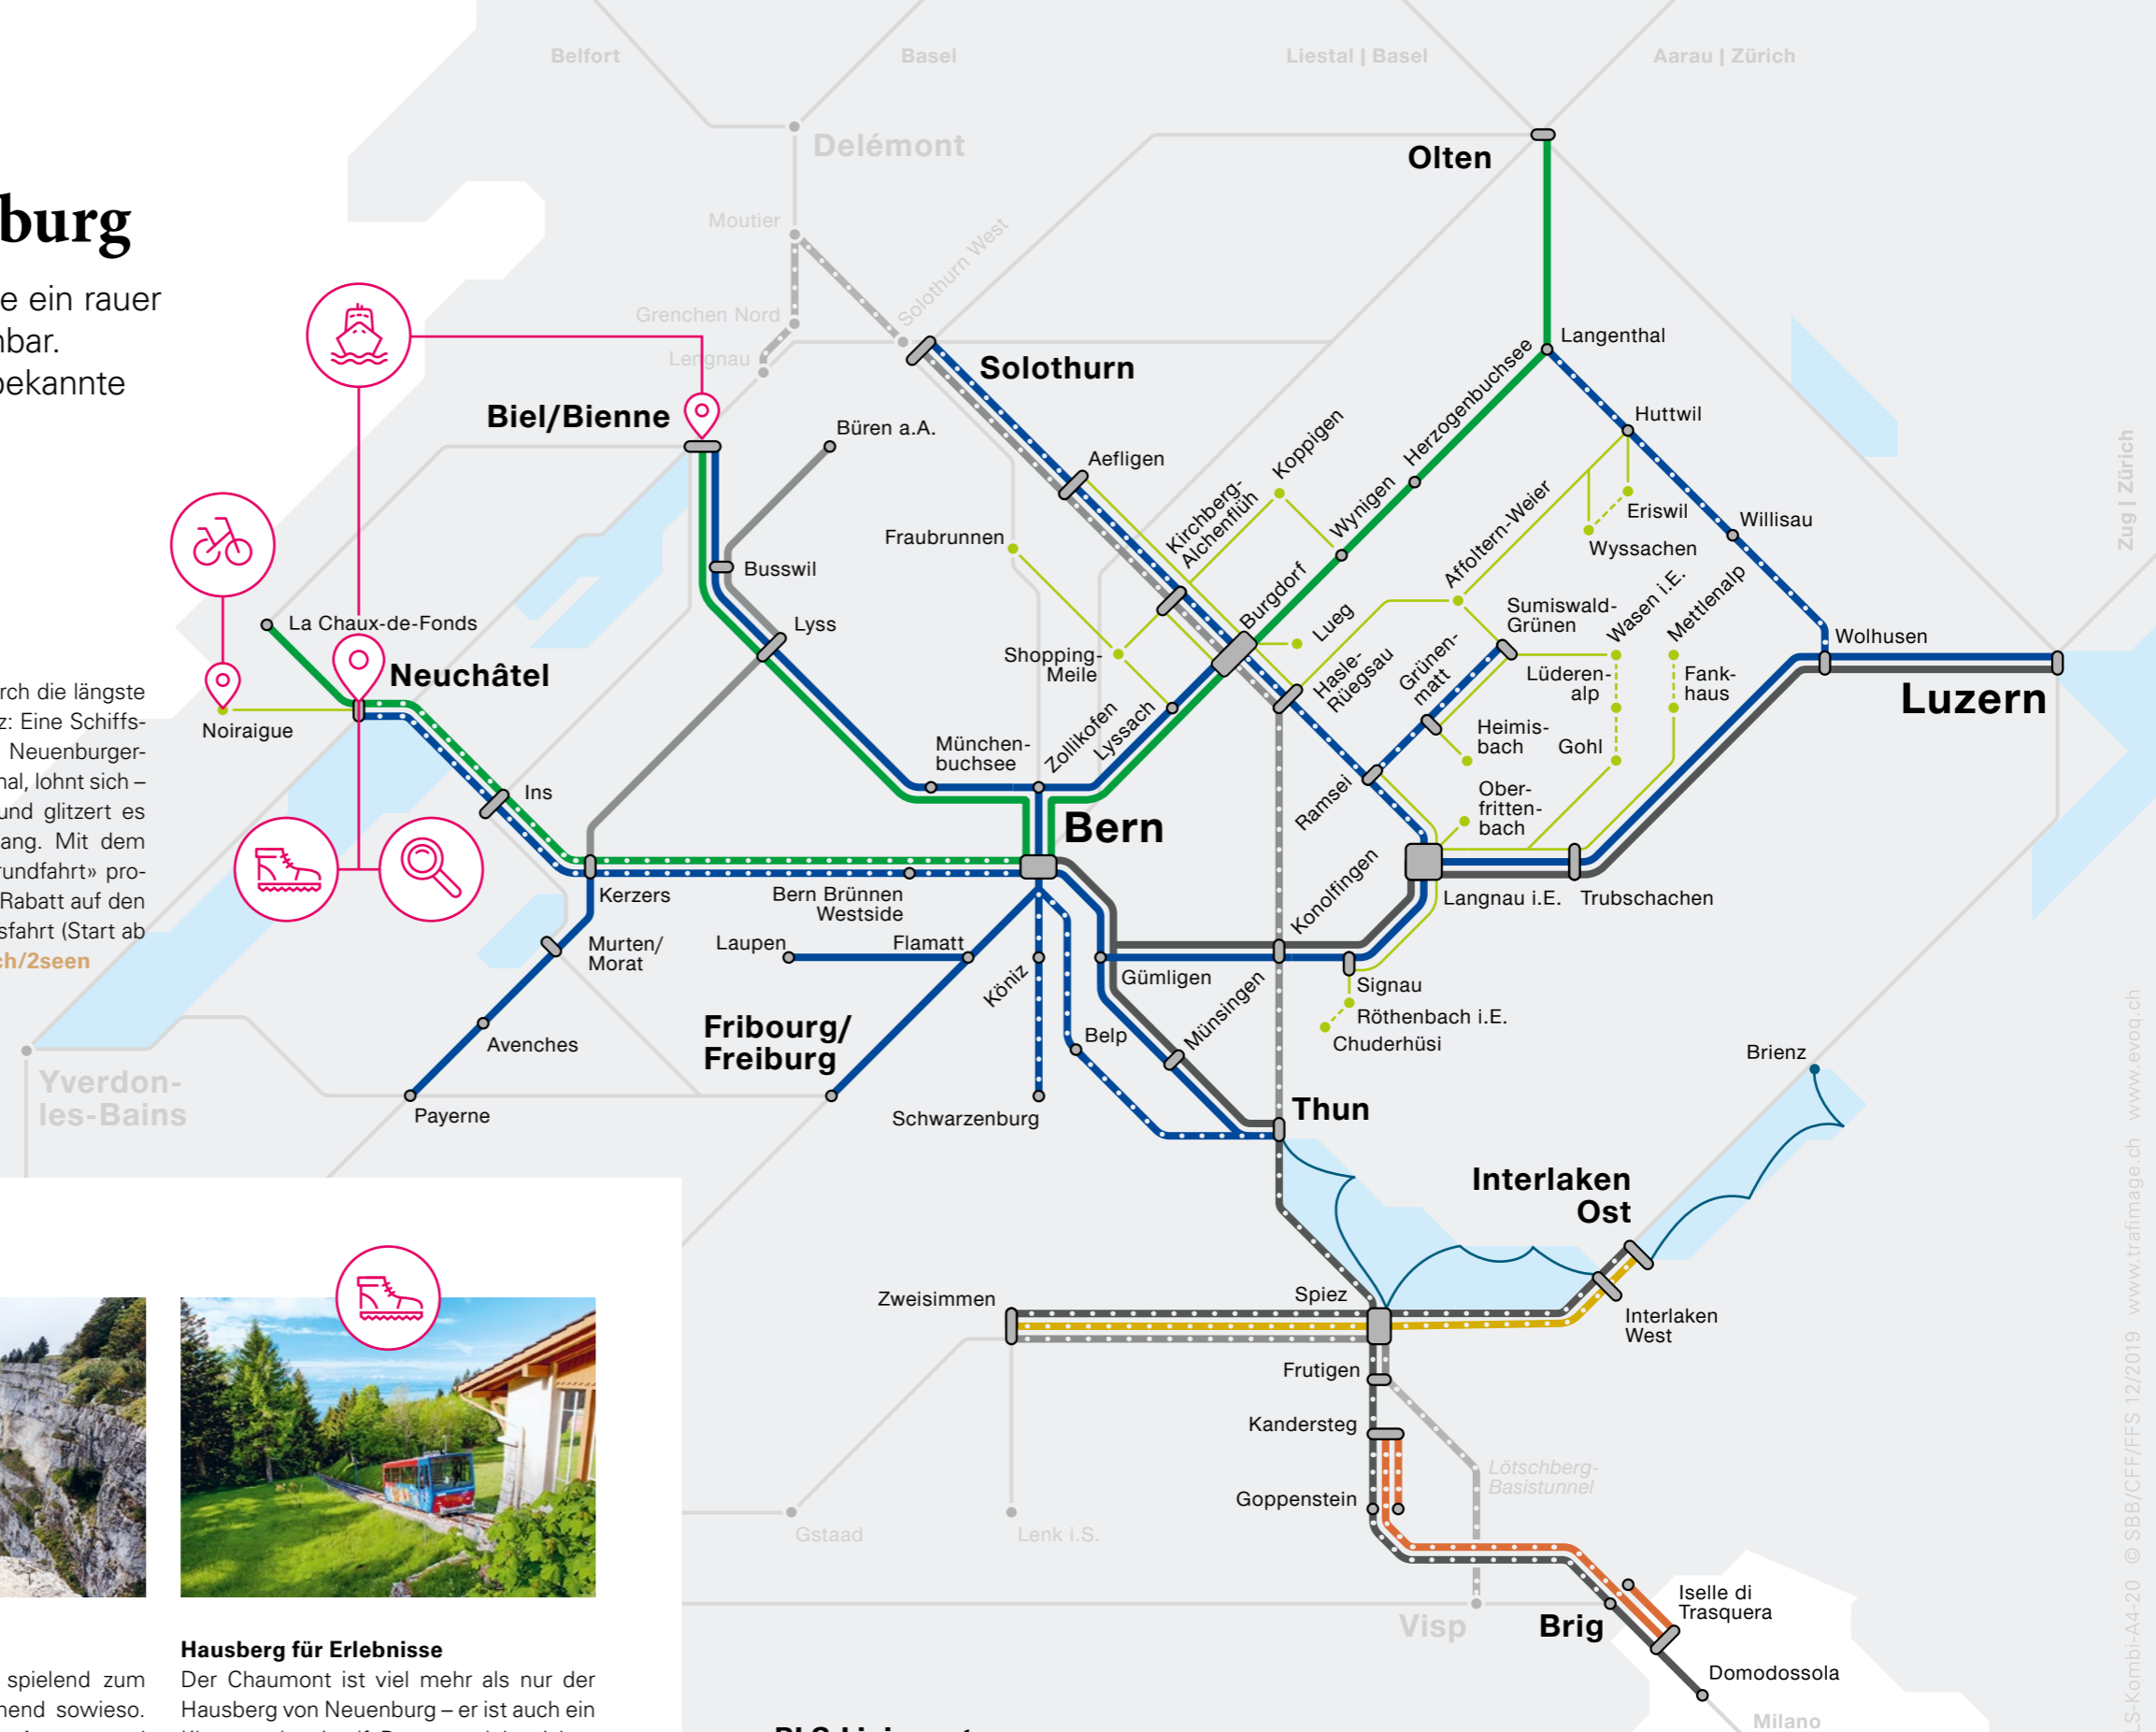 Belfort
Basel
Liestal | Basel
Aarau | Zürich
Delémont
Olten
burg
Moutier
Solothurn West
e ein rauer
Grenchen Nord
nbar.
Lengnau
Solothurn
Langenthal
bekannte
Herzogenbuchsee
Biel/Bienne
Büren a.A.
Huttwil
Aefligen
Koppigen
Kirchberg-
Alchenflüh
Wynigen
Affoltern-Weier
Eriswil
Willisau
Zug | Zürich
Fraubrunnen
Wyssachen
Busswil
Burgdorf
Lueg
Sumiswald-
Grünen
Wasen i.E.
Mettlenalp
La Chaux-de-Fonds
Lyss
Wolhusen
Shopping-
Meile
Hasle-
Rüegsau
Grünen-
matt
Lüderen-
alp
Fank-
haus
Neuchâtel
Luzern
rch die längste
z: Eine Schiffs-
Noiraigue
Neuenburger-
Heimis-
bach
Gohl
München-
buchsee
Zollikofen
Lyssach
nal, lohnt sich –
und glitzert es
Ins
Ramsei
Ober-
fritten-
bach
ang. Mit dem
Bern
rundfahrt» pro-
Rabatt auf den
Kerzers
Bern Brünnen
Westside
Konolfingen
Langnau i.E.
Trubschachen
sfahrt (Start ab
Murten/
Morat
Laupen
Flamatt
ch/2seen
Köniz
Gümligen
Signau
Münsingen
Röthenbach i.E.
Fribourg/
Freiburg
Belp
Chuderhüsi
Avenches
Brienz
Yverdon-
les-Bains
Payerne
Schwarzenburg
Thun
Interlaken
Ost
Zweisimmen
Spiez
Interlaken
West
Frutigen
Kandersteg
Lötschberg-
Basistunnel
Goppenstein
Gstaad
Lenk i.S.
Iselle di
Trasquera
Visp
Brig
Domodossola
Milano
Hausberg für Erlebnisse
spielend zum
Der Chaumont ist viel mehr als nur der
nend sowieso.
Hausberg von Neuenburg – er ist auch ein
LS-Kombi-A4-20 © SBB/CFF/FFS 12/2019 www.trafimage.ch www.evoq.ch